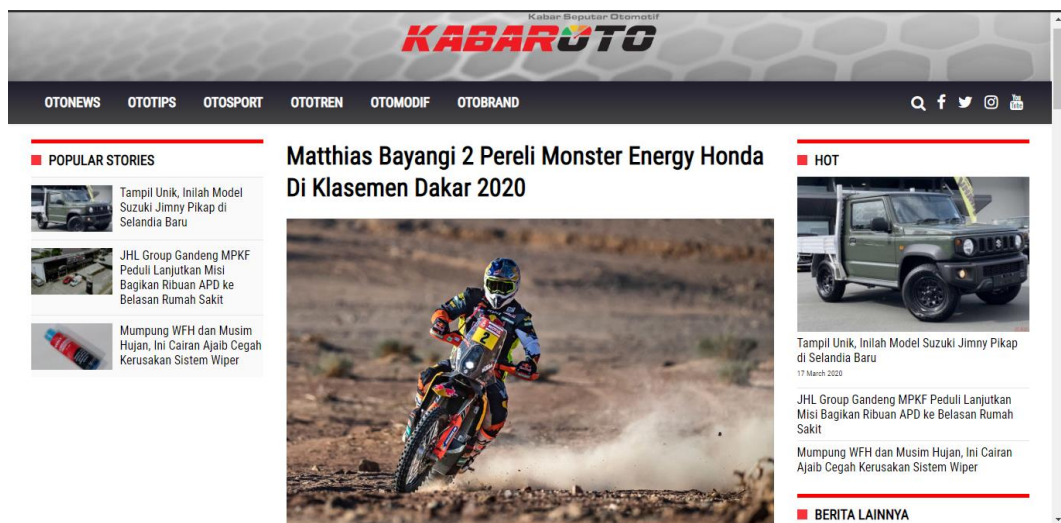 Kabar Seputar Otomotif
KABAROTO
OTONEWS OTOTIPS OTOSPORT OTOTREN OTOMODIF OTOBRAND
POPULAR STORIES
Tampil Unik, Inilah Model
Suzuki Jimny Pikap di
Selandia Baru
JHL Group Gandeng MPKF
Peduli Lanjutkan Misi
Bagikan Ribuan APD ke
Belasan Rumah Sakit
Mumpung WFH dan Musim
Hujan, Ini Cairan Ajaib Cegah
Kerusakan Sistem Wiper
Matthias Bayangi 2 Pereli Monster Energy Honda
Di Klasemen Dakar 2020
2
HOT
Tampil Unik, Inilah Model Suzuki Jimny Pikap
di Selandia Baru
17 March 2020
JHL Group Gandeng MPKF Peduli Lanjutkan
Misi Bagikan Ribuan APD ke Belasan Rumah
Sakit
Mumpung WFH dan Musim Hujan, Ini Cairan
Ajaib Cegah Kerusakan Sistem Wiper
BERITA LAINNYA